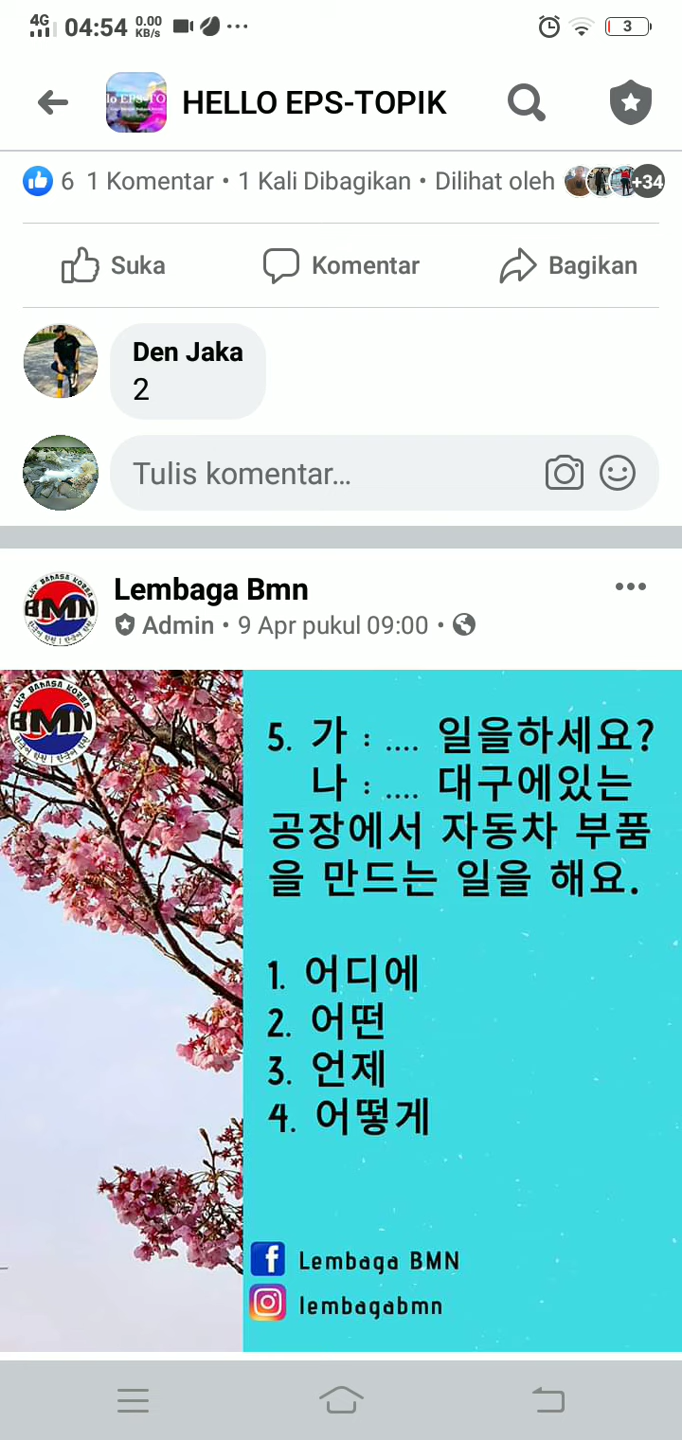 4G 04:54 0.00 KB/s ... 3
HELLO EPS-TOPIK
6 1 Komentar • 1 Kali Dibagikan • Dilihat oleh +34
Suka Komentar Bagikan
Den Jaka
2
Tulis komentar...
Lembaga Bmn
Admin • 9 Apr pukul 09:00 •
LKP BAHASA KOREA
BMN
5. 가 : .... 일을하세요?
나 : .... 대구에있는
공장에서 자동차 부품
을 만드는 일을 해요.
1. 어디에
2. 어떤
3. 언제
4. 어떻게
Lembaga BMN
lembagabmn